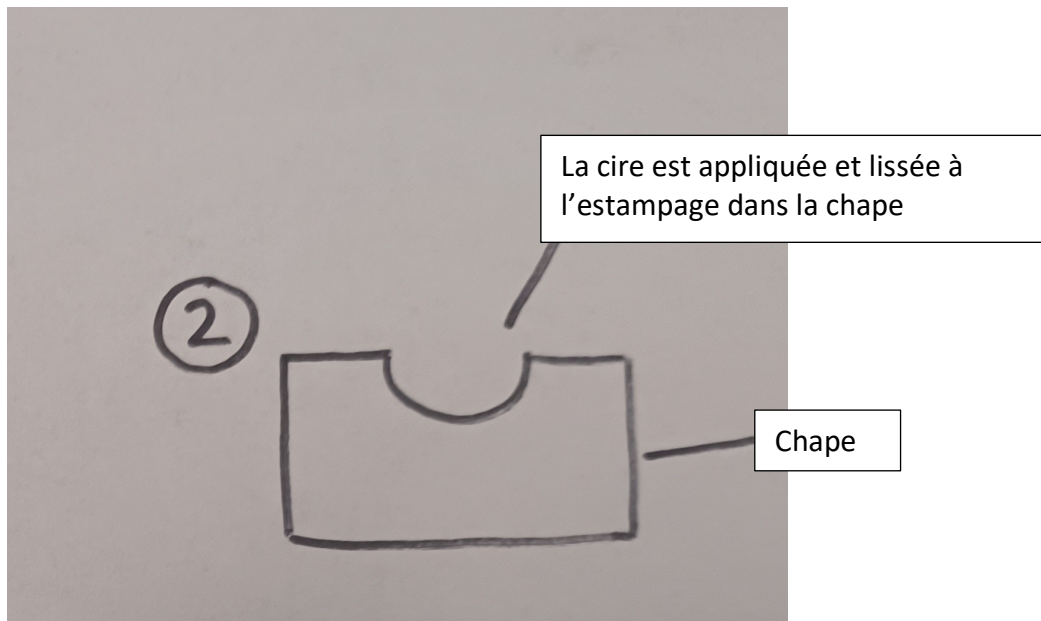 La cire est appliquée et lissée à
l’estampage dans la chape
2
Chape